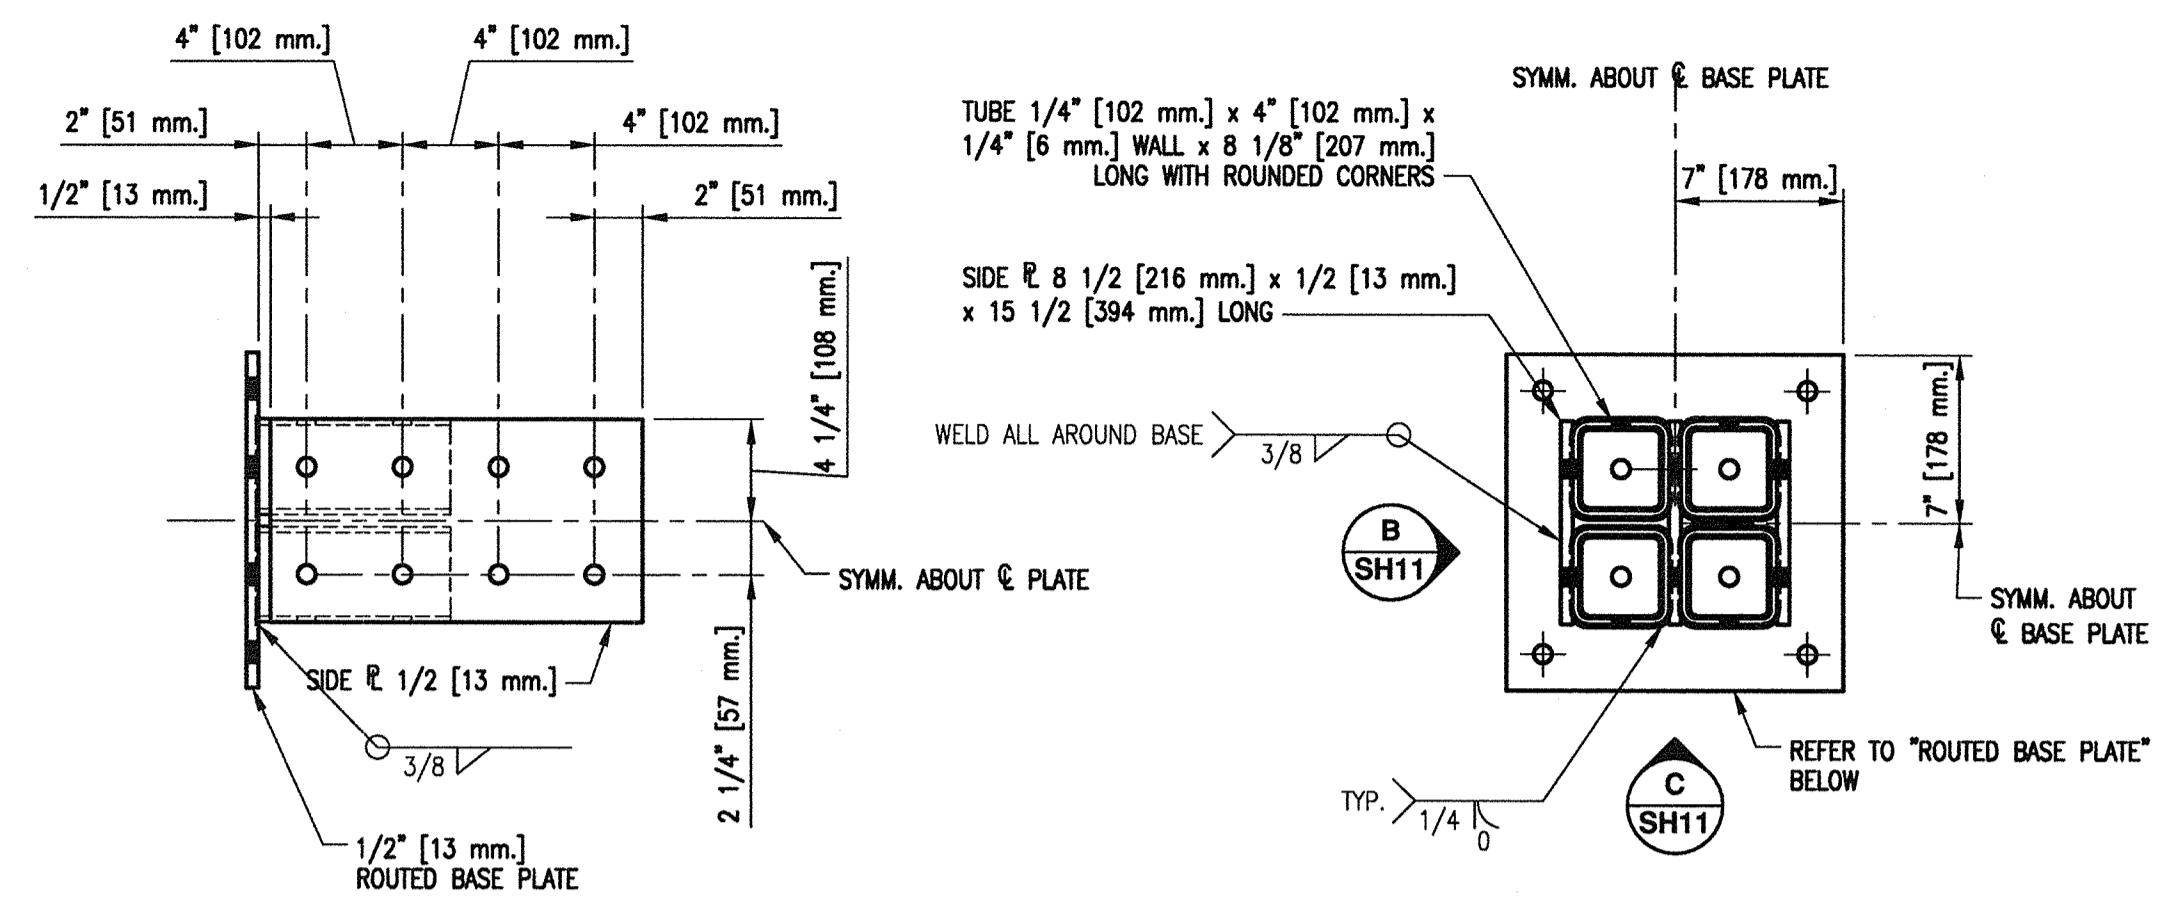 4" [102 mm.]
4" [102 mm.]
2" [51 mm.]
4" [102 mm.]
1/2" [13 mm.]
2" [51 mm.]
4 1/4" [108 mm.]
SYMM. ABOUT ℄ PLATE
SIDE ⅊ 1/2 [13 mm.]
2 1/4" [57 mm.]
3/8
1/2" [13 mm.]
ROUTED BASE PLATE
SYMM. ABOUT ℄ BASE PLATE
TUBE 1/4" [102 mm.] x 4" [102 mm.] x
1/4" [6 mm.] WALL x 8 1/8" [207 mm.]
LONG WITH ROUNDED CORNERS
7" [178 mm.]
SIDE ⅊ 8 1/2 [216 mm.] x 1/2 [13 mm.]
x 15 1/2 [394 mm.] LONG
7" [178 mm.]
WELD ALL AROUND BASE
3/8
B
SH11
SYMM. ABOUT
℄ BASE PLATE
REFER TO "ROUTED BASE PLATE"
BELOW
TYP.
1/4
0
C
SH11